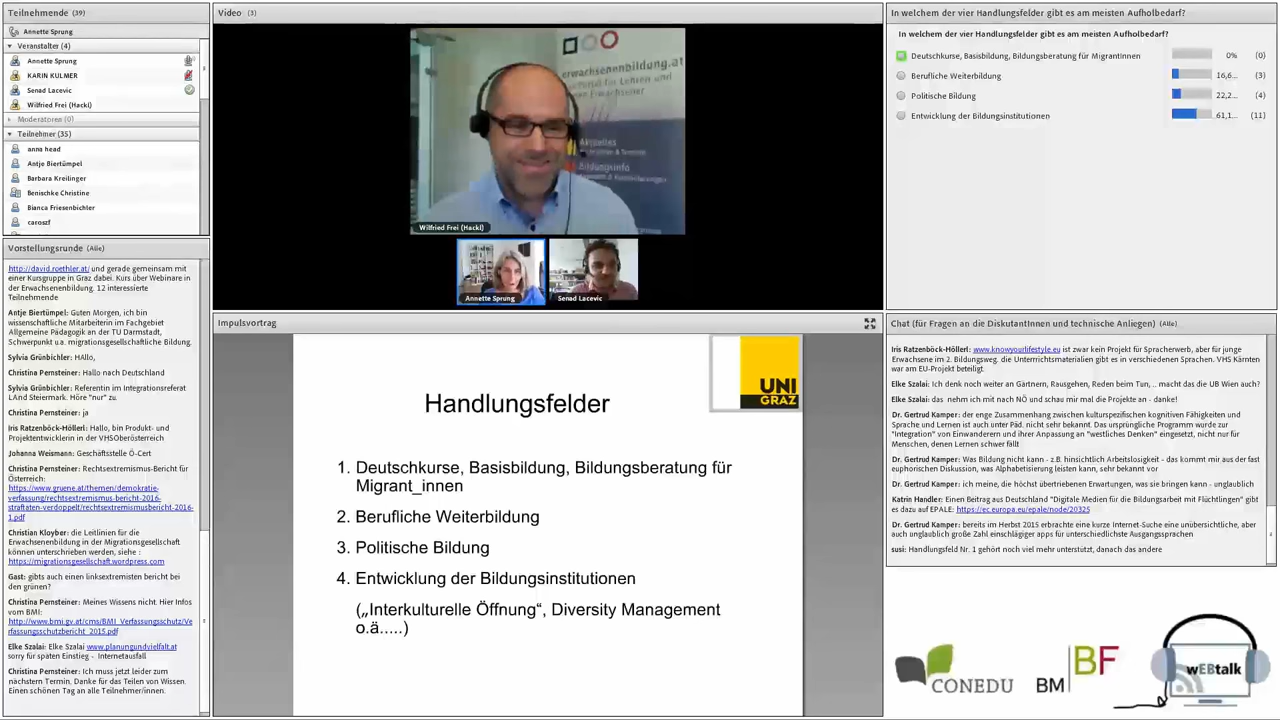 Teilnehmende (39)
Annette Sprung
Veranstalter (4)
Annette Sprung
KARIN KULMER
Senad Lacevic
Wilfried Frei (Hackl)
Moderatoren (0)
Teilnehmer (35)
anna head
Antje Biertümpel
Barbara Kreilinger
Benischke Christine
Bianca Friesenbichler
caroszf
Vorstellungsrunde (Alle)
http://david.roethler.at/ und gerade gemeinsam mit
einer Kursgruppe in Graz dabei. Kurs über Webinare in
der Erwachsenenbildung. 12 interessierte
Teilnehmende
Antje Biertümpel: Guten Morgen, ich bin
wissenschaftliche Mitarbeiterin im Fachgebiet
Allgemeine Pädagogik an der TU Darmstadt,
Schwerpunkt u.a. migrationsgesellschaftliche Bildung.
Sylvia Grünbichler: HALLO,
Christina Pernsteiner: Hallo nach Deutschland
Sylvia Grünbichler: Referentin im Integrationsreferat
LAnd Steiermark. Höre "nur" zu.
Christina Pernsteiner: ja
Iris Ratzenböck-Höllerl: Hallo, bin Produkt- und
Projektentwicklerin in der VHSOberösterreich
Johanna Weismann: Geschäftsstelle Ö-Cert
Christina Pernsteiner: Rechtsextremismus-Bericht für
Österreich:
https://www.gruene.at/themen/demokratie-
verfassung/rechtsextremismus-bericht-2016-
straftaten-verdoppelt/rechtsextremismusbericht-2016-
1.pdf
Christian Kloyber: die Leitlinien für die
Erwachsenenbildung in der Migrationsgesellschaft
können unterschrieben werden, siehe :
https://migrationsgesellschaft.wordpress.com
Gast: gibts auch einen linksextremisten bericht bei
den grünen?
Christina Pernsteiner: Meines Wissens nicht. Hier Infos
vom BMI:
http://www.bmi.gv.at/cms/BMI_Verfassungsschutz/Ve
rfassungsschutzbericht_2015.pdf
Elke Szalai: Elke Szalai www.planungundvielfalt.at
sorry für späten Einstieg - Internetausfall
Christina Pernsteiner: Ich muss jetzt leider zum
nächsten Termin. Danke für das Teilen von Wissen.
Einen schönen Tag an alle Teilnehmer/innen.
Video (3)
erwachsenenbildung.at
Aktuelles
Bildungsinfo
Wilfried Frei (Hackl)
Annette Sprung
Senad Lacevic
Impulsvortrag
UNI
GRAZ
Handlungsfelder
1. Deutschkurse, Basisbildung, Bildungsberatung für
Migrant_innen
2. Berufliche Weiterbildung
3. Politische Bildung
4. Entwicklung der Bildungsinstitutionen
(„Interkulturelle Öffnung“, Diversity Management
o.ä.....)
In welchem der vier Handlungsfelder gibt es am meisten Aufholbedarf?
In welchem der vier Handlungsfelder gibt es am meisten Aufholbedarf?
Deutschkurse, Basisbildung, Bildungsberatung für MigrantInnen 0% (0)
Berufliche Weiterbildung 16,6... (3)
Politische Bildung 22,2... (4)
Entwicklung der Bildungsinstitutionen 61,1... (11)
Chat (für Fragen an die DiskutantInnen und technische Anliegen) (Alle)
Iris Ratzenböck-Höllerl: www.knowyourlifestyle.eu ist zwar kein Projekt für Spracherwerb, aber für junge
Erwachsene im 2. Bildungsweg. die Unterrichtsmaterialien gibt es in verschiedenen Sprachen. VHS Kärnten
war am EU-Projekt beteiligt
Elke Szalai: Ich denk noch weiter an Gärtnern, Rausgehen, Reden beim Tun, .. macht das die UB Wien auch?
Elke Szalai: das nehm ich mit nach NÖ und schau mir mal die Projekte an - danke!
Dr. Gertrud Kamper: der enge Zusammenhang zwischen kulturspezifischen kognitiven Fähigkeiten und
Sprache und Lernen ist auch unter Päd. nicht sehr bekannt. Das ursprüngliche Programm wurde zur
"Integration" von Einwanderern und ihrer Anpassung an "westliches Denken" eingesetzt, nicht nur für
Menschen, denen Lernen schwer fällt
Dr. Gertrud Kamper: Was Bildung nicht kann - z.B. hinsichtlich Arbeitslosigkeit - das kommt mir aus der fast
euphorischen Diskussion, was Alphabetisierung leisten kann, sehr bekannt vor
Dr. Gertrud Kamper: ich meine, die höchst übertriebenen Erwartungen, was sie bringen kann - unglaublich
Katrin Handler: Einen Beitrag aus Deutschland "Digitale Medien für die Bildungsarbeit mit Flüchtlingen" gibt
es dazu auf EPALE: https://ec.europa.eu/epale/node/20325
Dr. Gertrud Kamper: bereits im Herbst 2015 erbrachte eine kurze Internet-Suche eine unübersichtliche, aber
auch unglaublich große Zahl einschlägiger apps für unterschiedlichste Ausgangssprachen
susi: Handlungsfeld Nr. 1 gehört noch viel mehr unterstützt, danach das andere
CONEDU
BM BF
wEBtalk